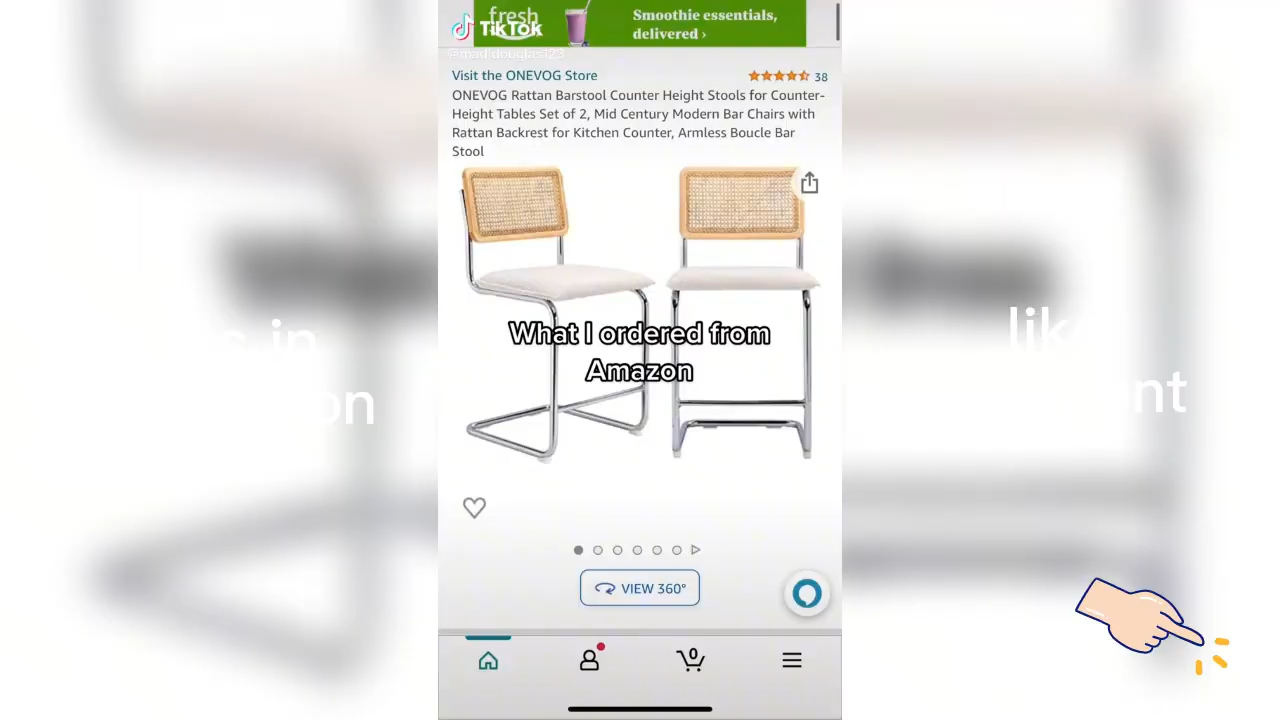 fresh
Smoothie essentials,
delivered ›
TikTok
Visit the ONEVOG Store
38
ONEVOG Rattan Barstool Counter Height Stools for Counter-
Height Tables Set of 2, Mid Century Modern Bar Chairs with
Rattan Backrest for Kitchen Counter, Armless Boucle Bar
Stool
What I ordered from
Amazon
VIEW 360°
0